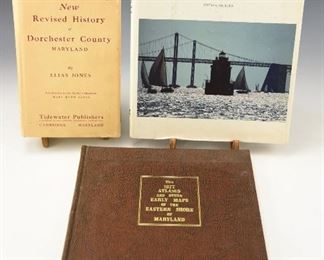 New
Revised History
of
Dorchester County
MARYLAND
By
ELIAS JONES
Tidewater Publishers
CAMBRIDGE MARYLAND
The
1877
ATLASES
AND OTHER
EARLY MAPS
OF THE
EASTERN SHORE
OF
MARYLAND